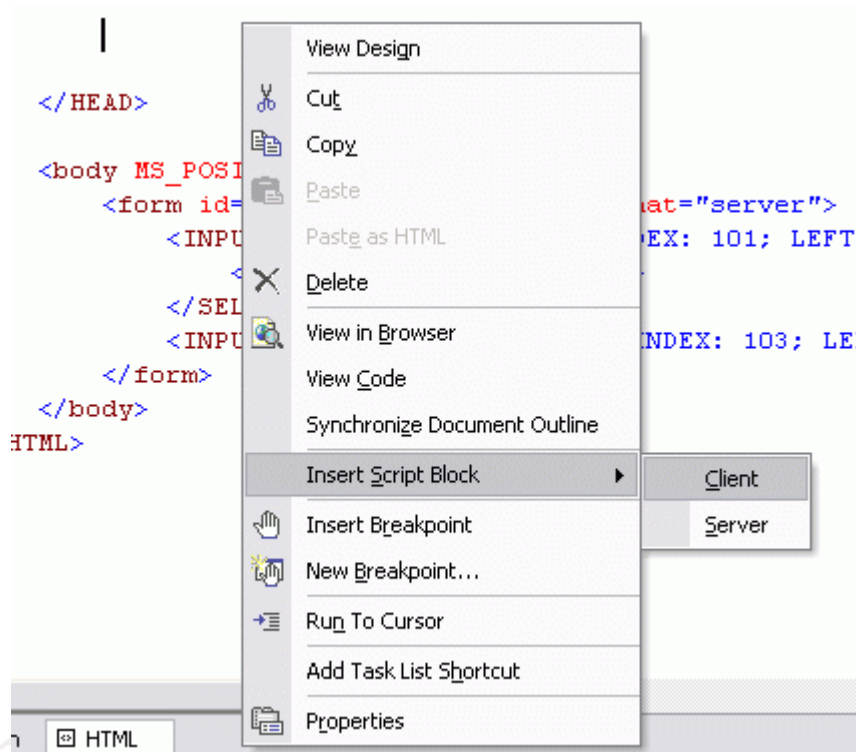 View Design
</HEAD>
Cut
Copy
<body MS_POSI
Paste
<form id= at="server">
<INPU Paste as HTML EX: 101; LEFT
<
Delete
</SEL
<INPU View in Browser NDEX: 103; LE
</form>
View Code
</body>
Synchronize Document Outline
HTML>
Insert Script Block
Client
Insert Breakpoint
Server
New Breakpoint...
Run To Cursor
Add Task List Shortcut
Properties
n HTML